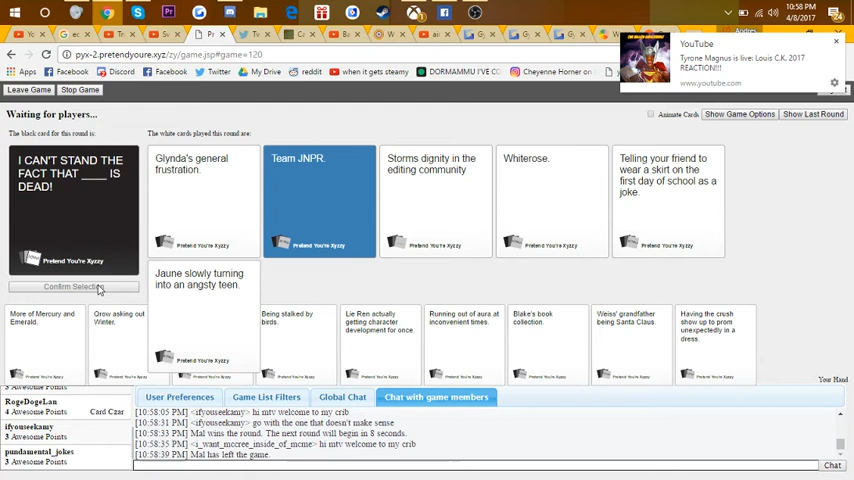 10:58 PM
4/8/2017
pyx-2.pretendyoure.xyz/zy/game.jsp#game=120
Apps
Facebook
Translate
Facebook
My Drive
reddit
DORMAMMU I'VE C
Cheyenne Horner on
YouTube
Tyrone Magnus is live: Louis C.K. 2017
REACTION!!!
www.youtube.com
Leave Game
Stop Game
Waiting for players...
Animate Cards
Show Game Options
Show Last Round
The black card for this round is:
The white cards played this round are:
I CAN'T STAND THE
FACT THAT ____ IS
DEAD!
Pretend You're Xyzzy
Glynda's general
frustration.
Pretend You're Xyzzy
Team JNPR.
Pretend You're Xyzzy
Storms dignity in the
editing community
Pretend You're Xyzzy
Whiterose.
Pretend You're Xyzzy
Telling your friend to
wear a skirt on the
first day of school as a
joke.
Pretend You're Xyzzy
Confirm Selection
Jaune slowly turning
into an angsty teen.
Pretend You're Xyzzy
More of Mercury and
Emerald.
Qrow asking out
Winter.
Being stalked by
birds.
Lie Ren actually
getting character
development for once.
Running out of aura at
inconvenient times.
Blake's book
collection.
Weiss' grandfather
being Santa Claus.
Having the crush
show up to prom
unexpectedly in a
dress.
Your Hand
3 Awesome Points
RogeDogeLan
4 Awesome Points
Card Czar
ifyouseekamy
3 Awesome Points
pundamental_jokes
3 Awesome Points
User Preferences
Game List Filters
Global Chat
Chat with game members
[10:58:05 PM] <ifyouseekamy> hi mtv welcome to my crib
[10:58:31 PM] <ifyouseekamy> go with the one that doesn't make sense
[10:58:33 PM] Mal wins the round. The next round will begin in 8 seconds.
[10:58:35 PM] <i_want_mccree_inside_of_mcme> hi mtv welcome to my crib
[10:58:39 PM] Mal has left the game.
Chat